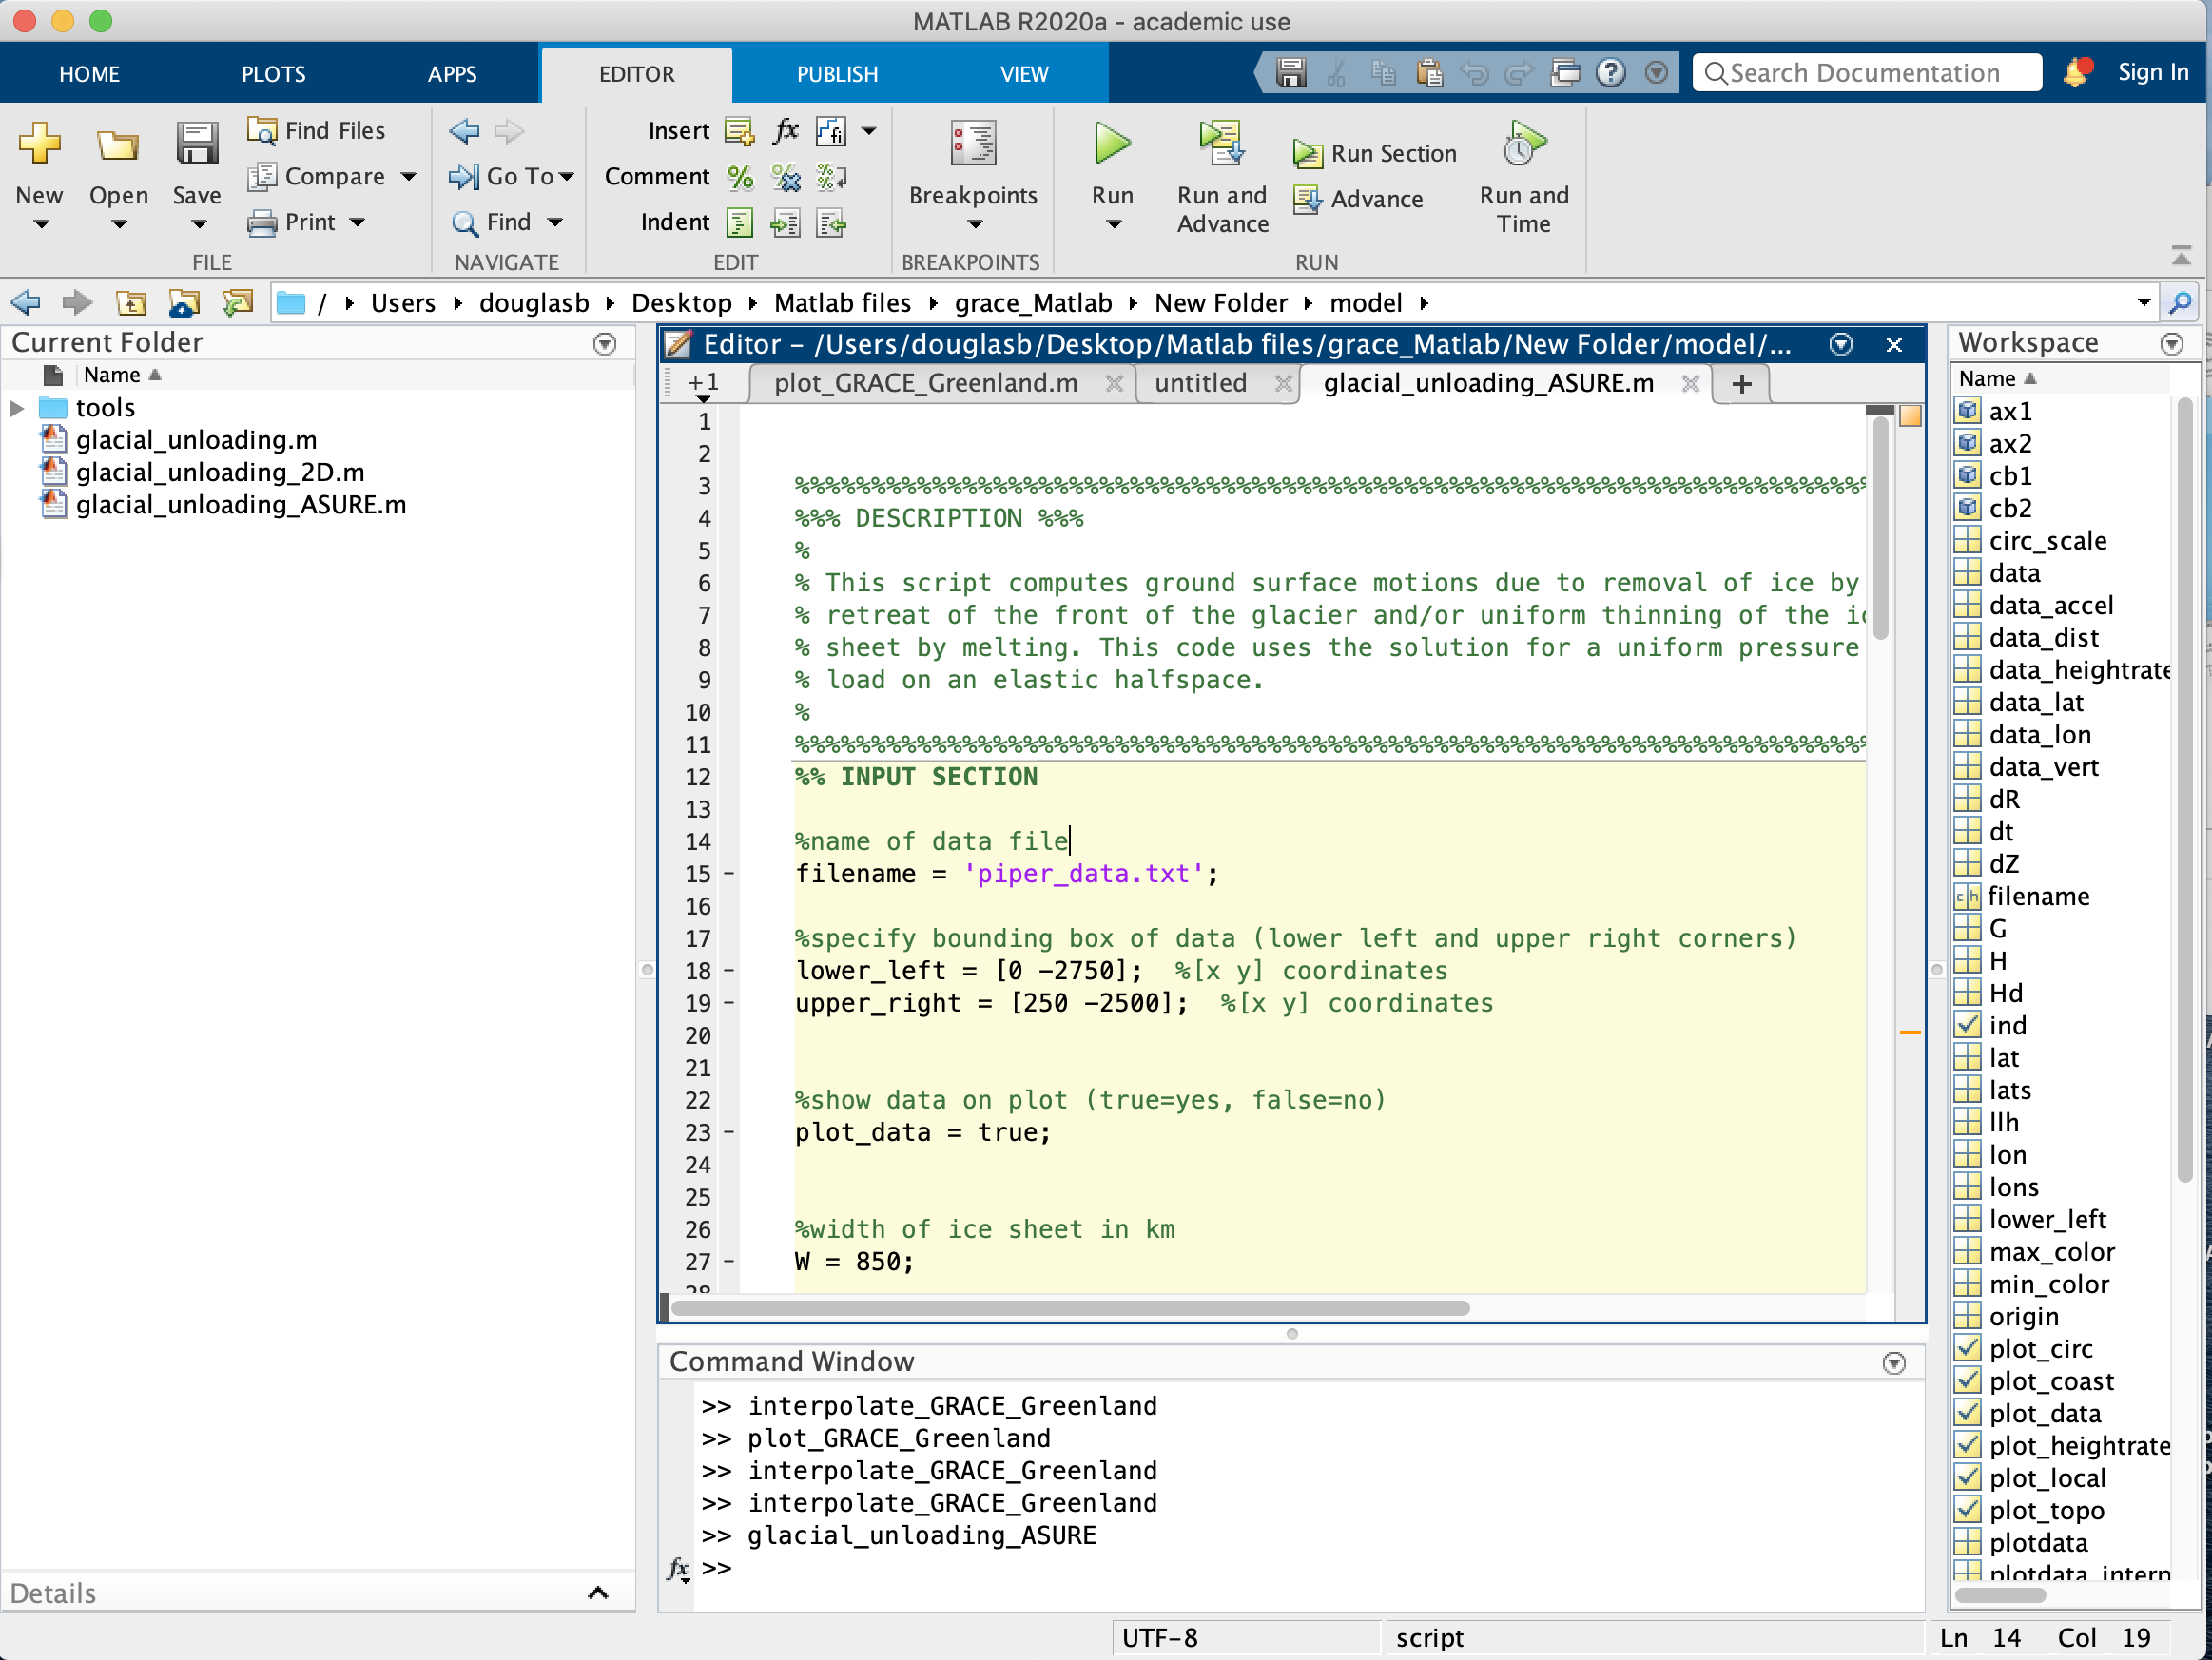 MATLAB R2020a - academic use
HOME PLOTS APPS EDITOR PUBLISH VIEW Search Documentation Sign In
New Open Save Find Files Compare Print
FILE
Go To Find
NAVIGATE
Insert fx fi
Comment
Indent
EDIT
Breakpoints
BREAKPOINTS
Run Run and Advance Run Section Advance Run and Time
RUN
/ Users douglasb Desktop Matlab files grace_Matlab New Folder model
Current Folder
Name
tools
glacial_unloading.m
glacial_unloading_2D.m
glacial_unloading_ASURE.m
Details
Editor – /Users/douglasb/Desktop/Matlab files/grace_Matlab/New Folder/model/...
+1 plot_GRACE_Greenland.m untitled glacial_unloading_ASURE.m +
1
2
3 %%%%%%%%%%%%%%%%%%%%%%%%%%%%%%%%%%%%%%%%%%%%%%%%%%%%%%%%%%%%%%%%%%%%%%%
4 %%% DESCRIPTION %%%
5 %
6 % This script computes ground surface motions due to removal of ice by
7 % retreat of the front of the glacier and/or uniform thinning of the
8 % sheet by melting. This code uses the solution for a uniform pressure
9 % load on an elastic halfspace.
10 %
11 %%%%%%%%%%%%%%%%%%%%%%%%%%%%%%%%%%%%%%%%%%%%%%%%%%%%%%%%%%%%%%%%%%%%%%%
12 %% INPUT SECTION
13
14 %name of data file
15 – filename = 'piper_data.txt';
16
17 %specify bounding box of data (lower left and upper right corners)
18 – lower_left = [0 -2750]; %[x y] coordinates
19 – upper_right = [250 -2500]; %[x y] coordinates
20
21
22 %show data on plot (true=yes, false=no)
23 – plot_data = true;
24
25
26 %width of ice sheet in km
27 – W = 850;
28
Command Window
>> interpolate_GRACE_Greenland
>> plot_GRACE_Greenland
>> interpolate_GRACE_Greenland
>> interpolate_GRACE_Greenland
>> glacial_unloading_ASURE
fx >>
Workspace
Name
ax1
ax2
cb1
cb2
circ_scale
data
data_accel
data_dist
data_heightrate
data_lat
data_lon
data_vert
dR
dt
dZ
ch filename
G
H
Hd
ind
lat
lats
llh
lon
lons
lower_left
max_color
min_color
origin
plot_circ
plot_coast
plot_data
plot_heightrate
plot_local
plot_topo
plotdata
plotdata_intern
UTF-8 script Ln 14 Col 19